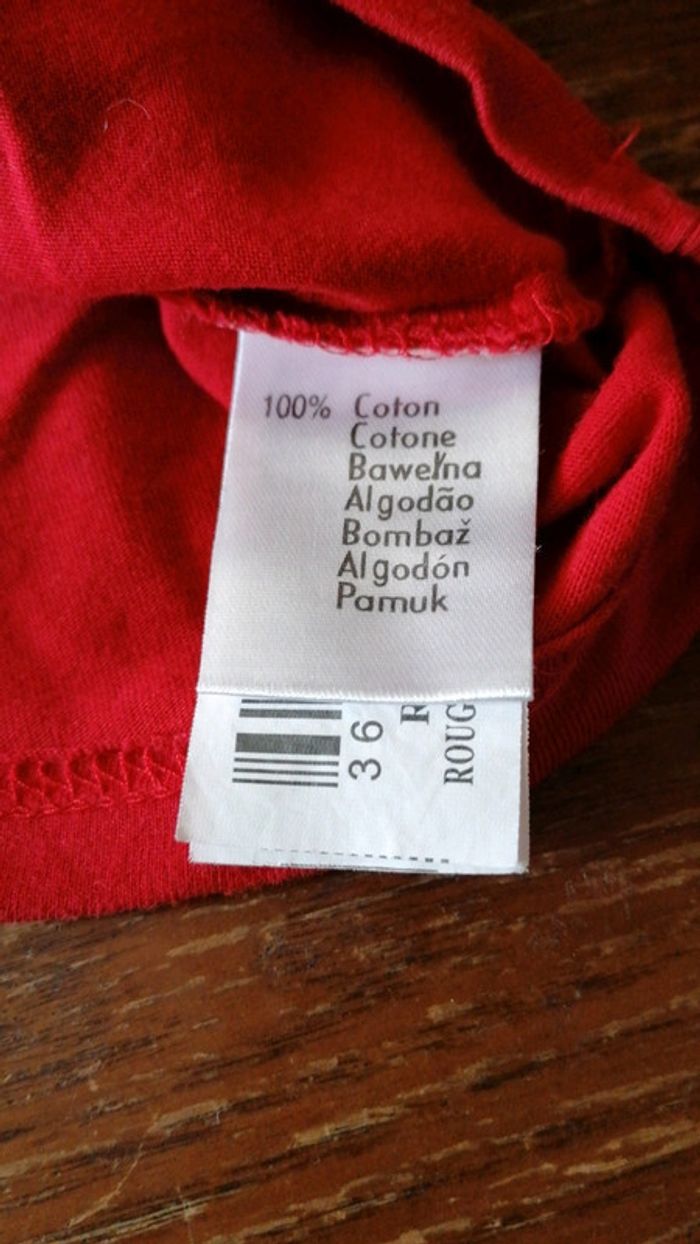 100% Coton
Cotone
Bawełna
Algodão
Bombaž
Algodón
Pamuk
36
R
ROUG